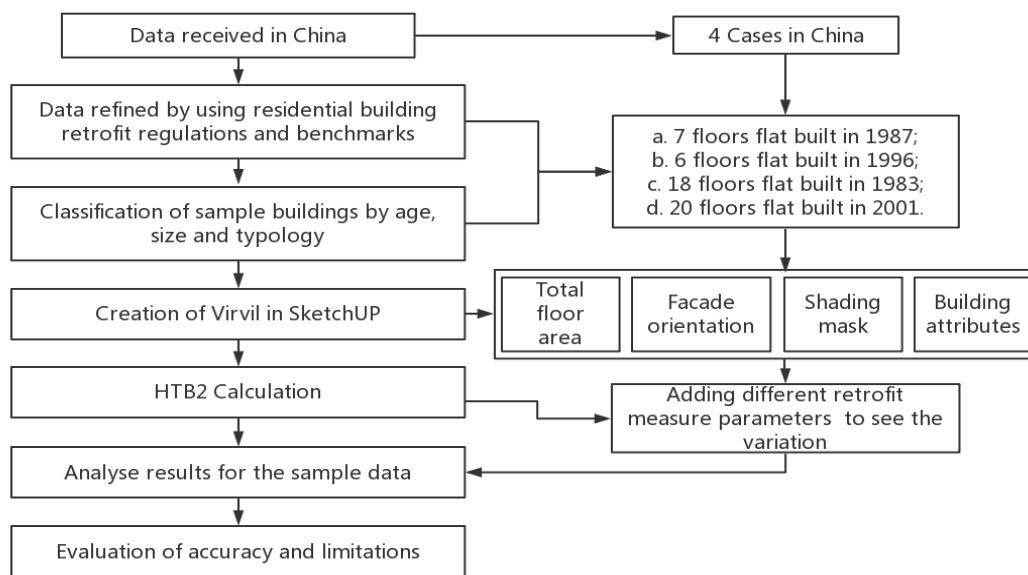 Data received in China
4 Cases in China
Data refined by using residential building
retrofit regulations and benchmarks
a. 7 floors flat built in 1987;
b. 6 floors flat built in 1996;
c. 18 floors flat built in 1983;
d. 20 floors flat built in 2001.
Classification of sample buildings by age,
size and typology
Creation of Virvil in SketchUP
Total
floor
area
Facade
orientation
Shading
mask
Building
attributes
HTB2 Calculation
Adding different retrofit
measure parameters to see the
variation
Analyse results for the sample data
Evaluation of accuracy and limitations